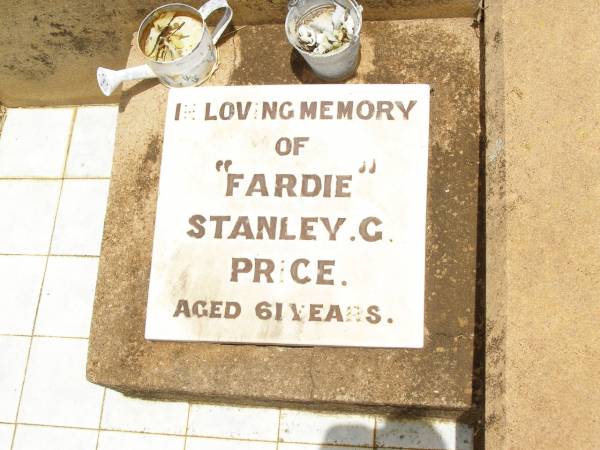 IN LOVING MEMORY
OF
"FARDIE"
STANLEY.G.
PRICE.
AGED 61 YEARS.